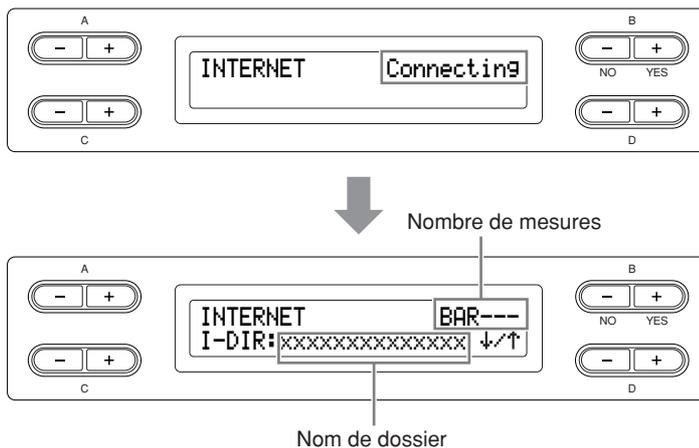 A
B
- +
- +
NO YES
INTERNET Connecting
- +
- +
C
D
Nombre de mesures
A
B
- +
- +
NO YES
INTERNET BAR---
I-DIR:xxxxxxxxxxxxxx ↓/↑
- +
- +
C
D
Nom de dossier